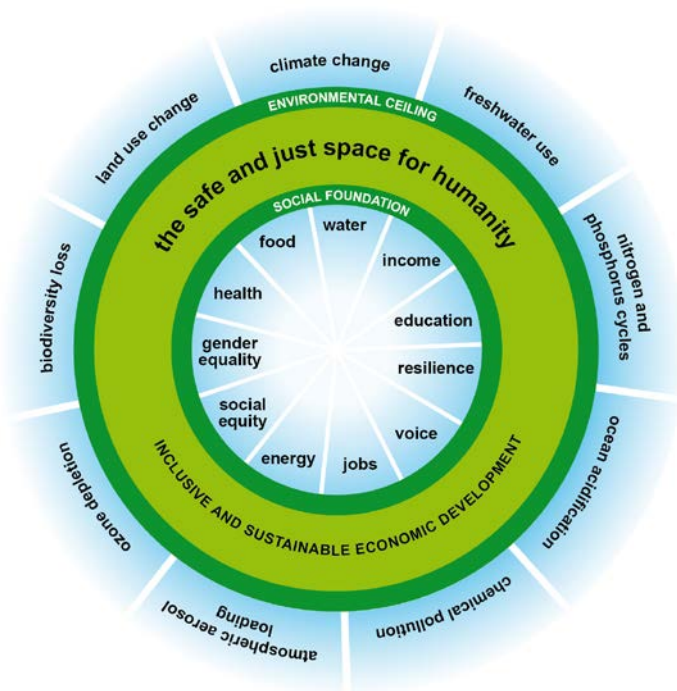 climate change
freshwater use
nitrogen and
phosphorus cycles
ocean acidification
chemical pollution
atmospheric aerosol
loading
ozone depletion
biodiversity loss
land use change
ENVIRONMENTAL CEILING
the safe and just space for humanity
SOCIAL FOUNDATION
water
income
education
resilience
voice
jobs
energy
social
equity
gender
equality
health
food
INCLUSIVE AND SUSTAINABLE ECONOMIC DEVELOPMENT